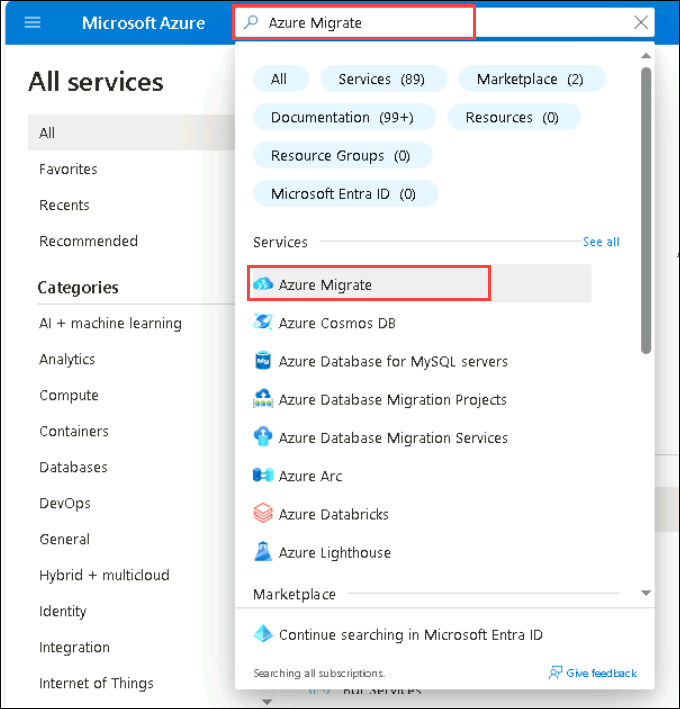 Microsoft Azure
Azure Migrate
All services
All
Favorites
Recents
Recommended
Categories
AI + machine learning
Analytics
Compute
Containers
Databases
DevOps
General
Hybrid + multicloud
Identity
Integration
Internet of Things
All
Services (89)
Marketplace (2)
Documentation (99+)
Resources (0)
Resource Groups (0)
Microsoft Entra ID (0)
Services
See all
Azure Migrate
Azure Cosmos DB
Azure Database for MySQL servers
Azure Database Migration Projects
Azure Database Migration Services
Azure Arc
Azure Databricks
Azure Lighthouse
Marketplace
Continue searching in Microsoft Entra ID
Searching all subscriptions.
Give feedback
Services